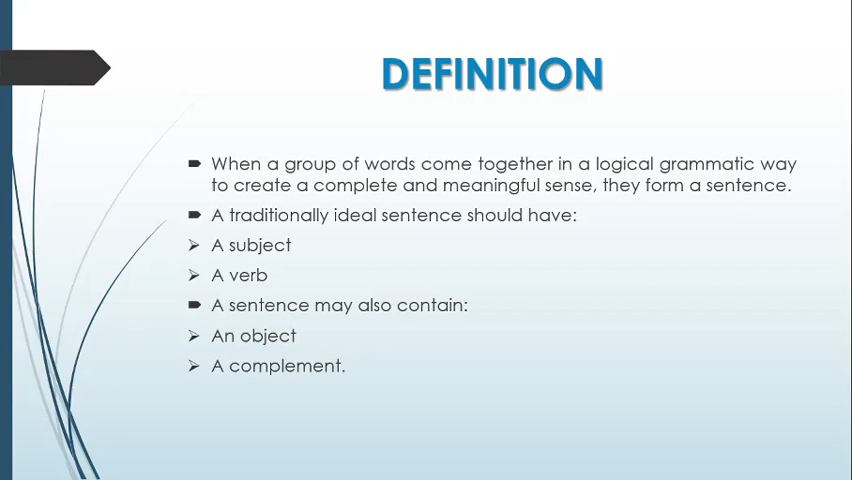 DEFINITION
When a group of words come together in a logical grammatic way
to create a complete and meaningful sense, they form a sentence.
A traditionally ideal sentence should have:
A subject
A verb
A sentence may also contain:
An object
A complement.